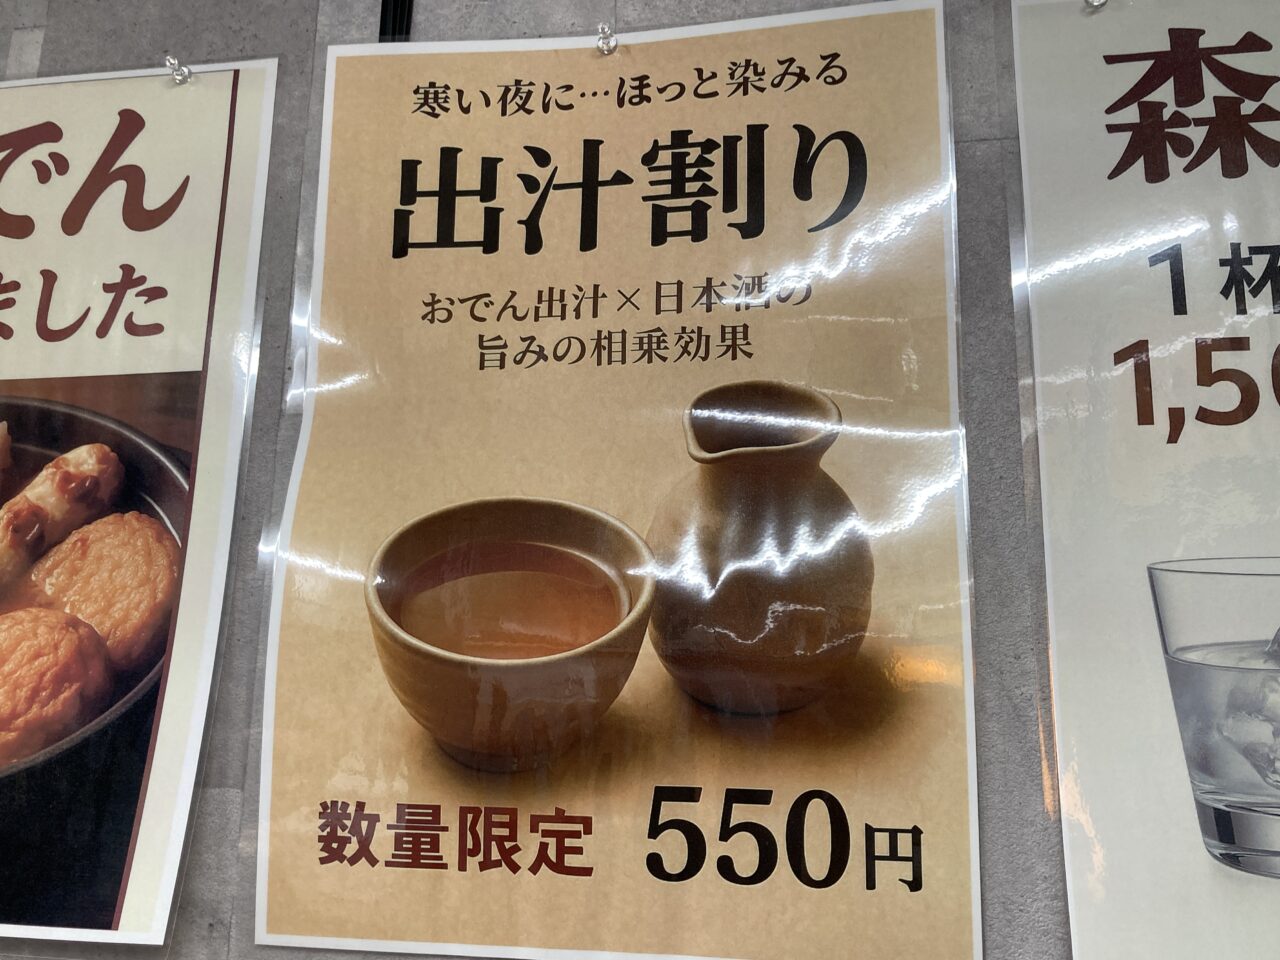 でん
ました
寒い夜に…ほっと染みる
出汁割り
おでん出汁×日本酒の
旨みの相乗効果
数量限定 550円
森
1杯
1,5